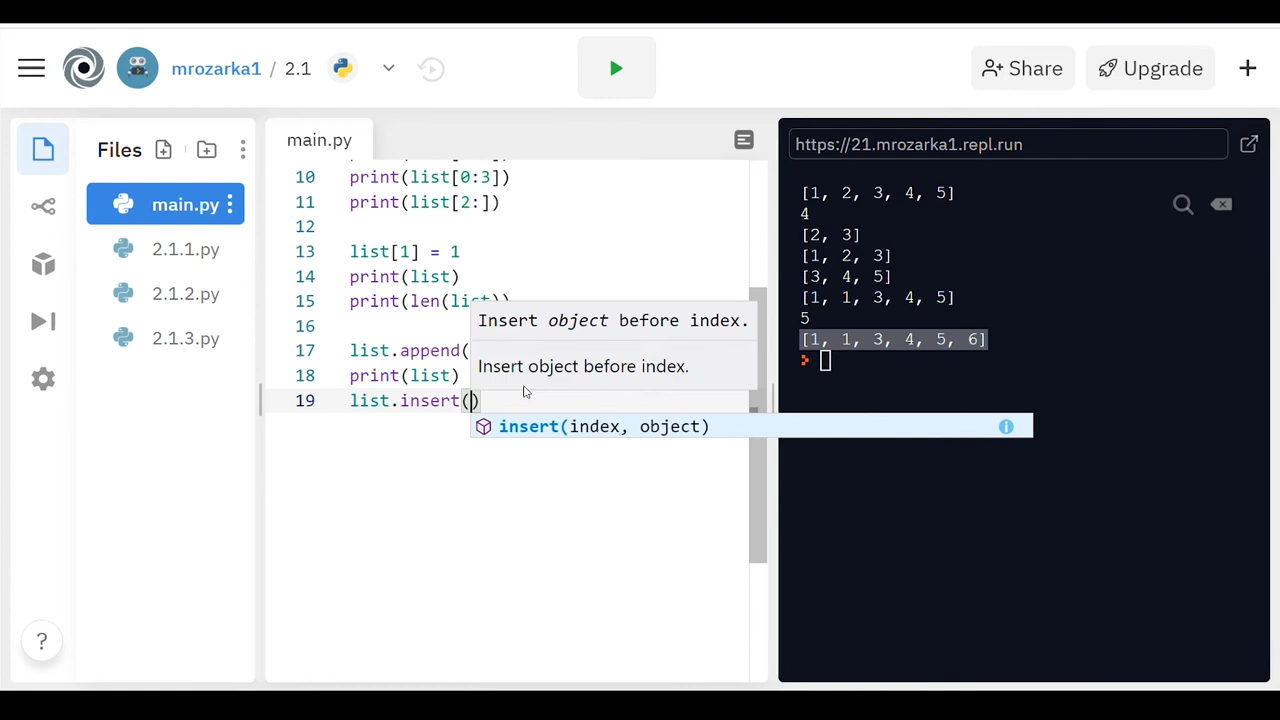 mrozarka1 / 2.1
Share
Upgrade
Files
main.py
2.1.1.py
2.1.2.py
2.1.3.py
?
main.py
10 print(list[0:3])
11 print(list[2:])
12
13 list[1] = 1
14 print(list)
15 print(len(list))
16
17 list.append(
18 print(list)
19 list.insert()
Insert object before index.
Insert object before index.
insert(index, object)
https://21.mrozarka1.repl.run
[1, 2, 3, 4, 5]
4
[2, 3]
[1, 2, 3]
[3, 4, 5]
[1, 1, 3, 4, 5]
5
[1, 1, 3, 4, 5, 6]